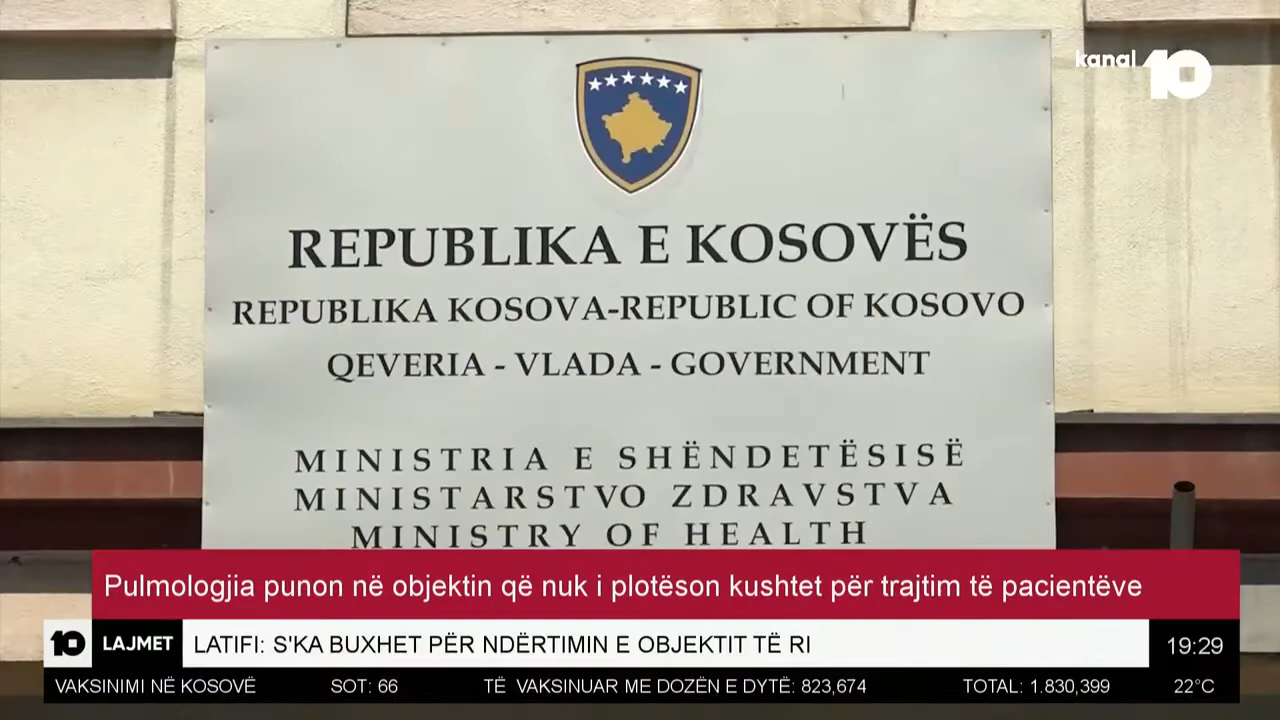 kanal 10
REPUBLIKA E KOSOVËS
REPUBLIKA KOSOVA-REPUBLIC OF KOSOVO
QEVERIA - VLADA - GOVERNMENT
MINISTRIA E SHËNDETËSISË
MINISTARSTVO ZDRAVSTVA
MINISTRY OF HEALTH
Pulmologjia punon në objektin që nuk i plotëson kushtet për trajtim të pacientëve
10 LAJMET LATIFI: S'KA BUXHET PËR NDËRTIMIN E OBJEKTIT TË RI 19:29
VAKSINIMI NË KOSOVË SOT: 66 TË VAKSINUAR ME DOZËN E DYTË: 823,674 TOTAL: 1.830,399 22°C